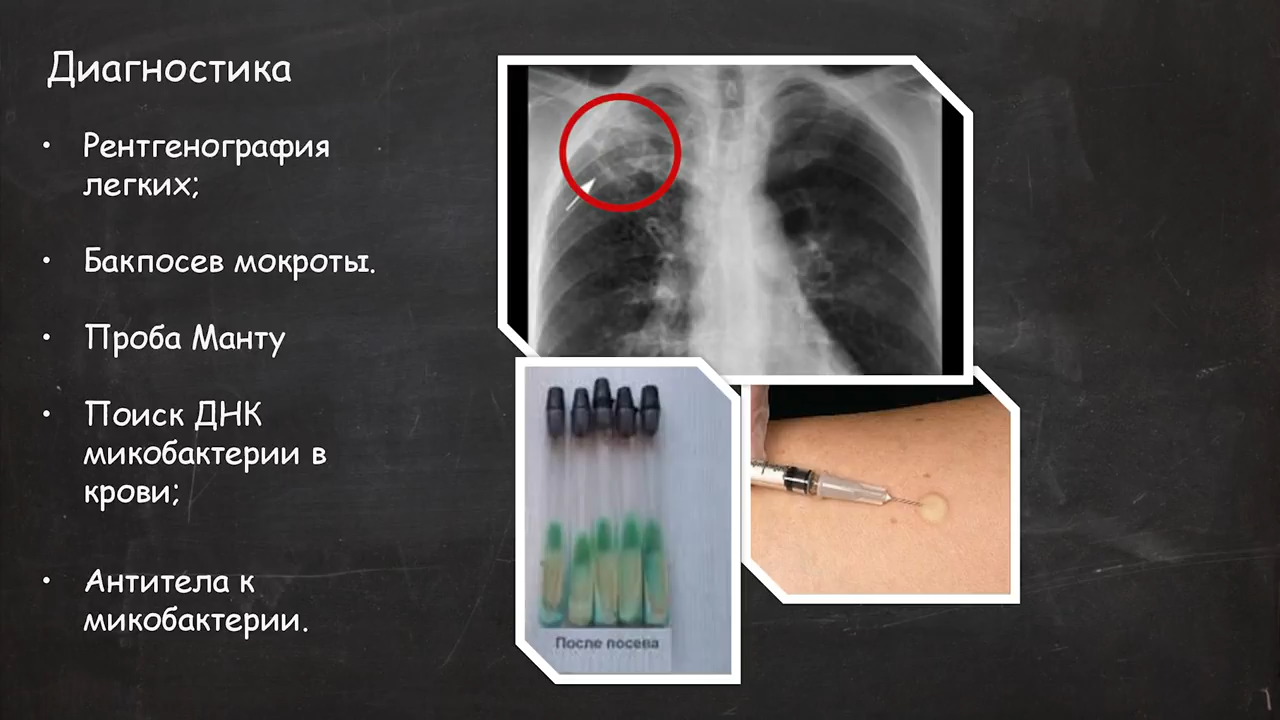 Диагностика
• Рентгенография
легких;
• Бакпосев мокроты.
• Проба Манту
• Поиск ДНК
микобактерии в
крови;
• Антитела к
микобактерии.
После посева